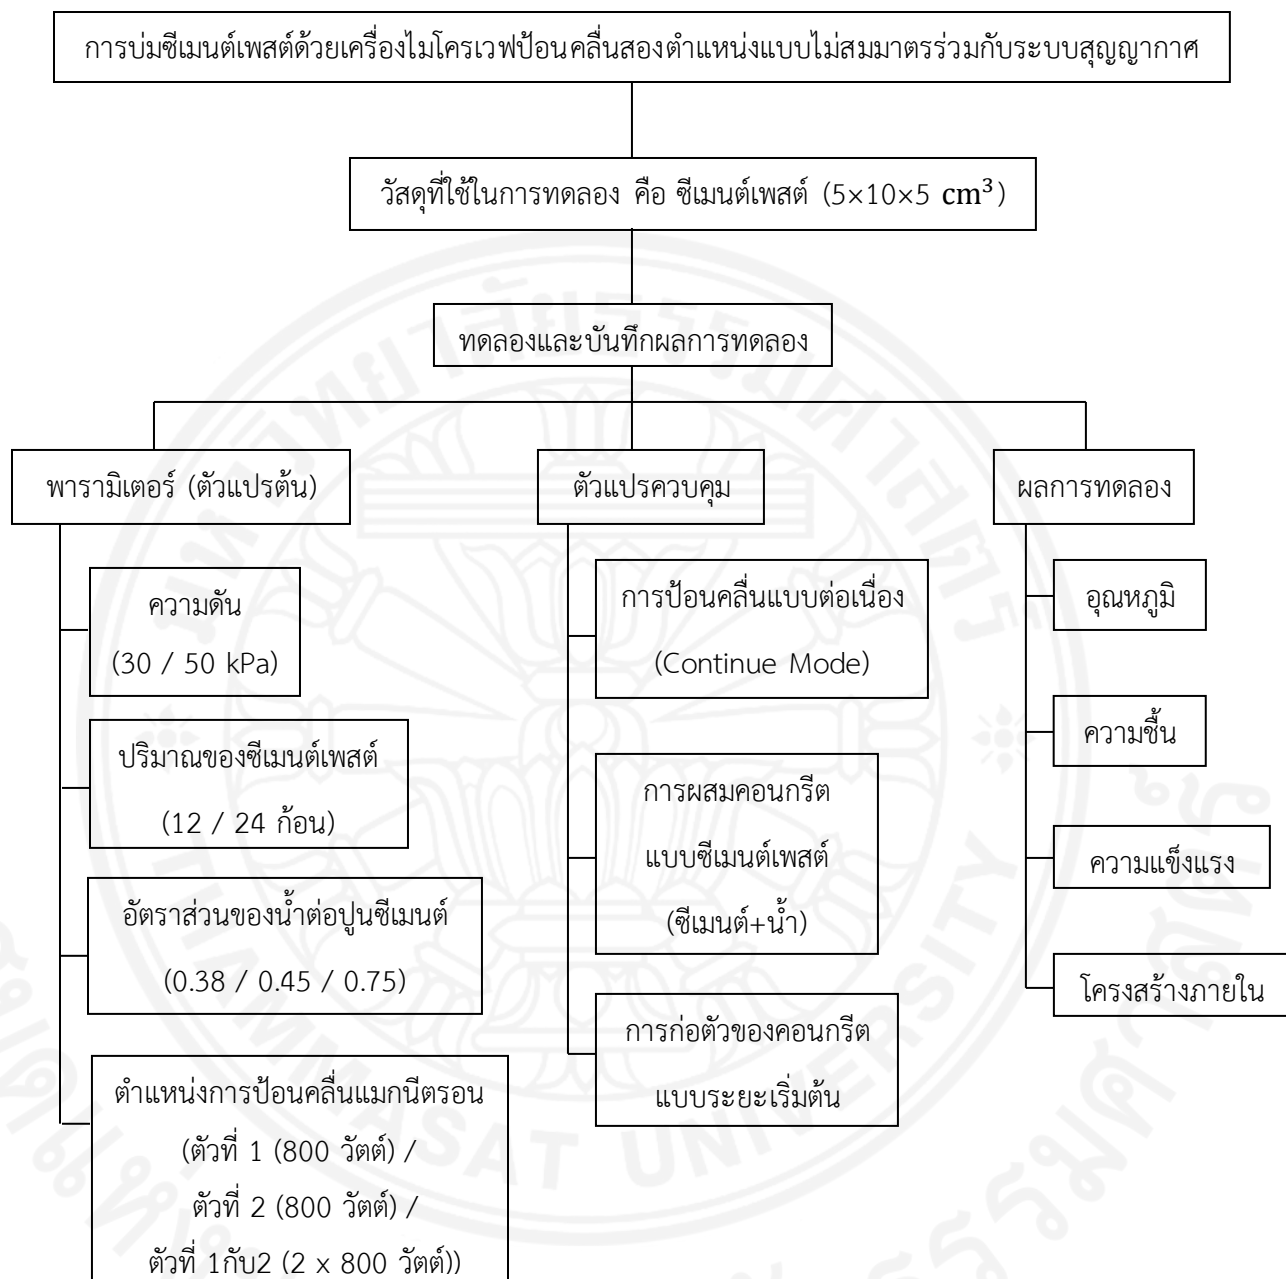 การบ่มซีเมนต์เพสต์ด้วยเครื่องไมโครเวฟป้อนคลื่นสองตำแหน่งแบบไม่สมมาตรร่วมกับระบบสุญญากาศ
วัสดุที่ใช้ในการทดลอง คือ ซีเมนต์เพสต์ (5×10×5 cm³)
ทดลองและบันทึกผลการทดลอง
พารามิเตอร์ (ตัวแปรต้น)
ความดัน
(30 / 50 kPa)
ปริมาณของซีเมนต์เพสต์
(12 / 24 ก้อน)
อัตราส่วนของน้ำต่อปูนซีเมนต์
(0.38 / 0.45 / 0.75)
ตำแหน่งการป้อนคลื่นแมกนีตรอน
(ตัวที่ 1 (800 วัตต์) /
ตัวที่ 2 (800 วัตต์) /
ตัวที่ 1กับ2 (2 x 800 วัตต์))
ตัวแปรควบคุม
การป้อนคลื่นแบบต่อเนื่อง
(Continue Mode)
การผสมคอนกรีต
แบบซีเมนต์เพสต์
(ซีเมนต์+น้ำ)
การก่อตัวของคอนกรีต
แบบระยะเริ่มต้น
ผลการทดลอง
อุณหภูมิ
ความชื้น
ความแข็งแรง
โครงสร้างภายใน
มหาวิทยาลัยธรรมศาสตร์
THAMMASAT UNIVERSITY